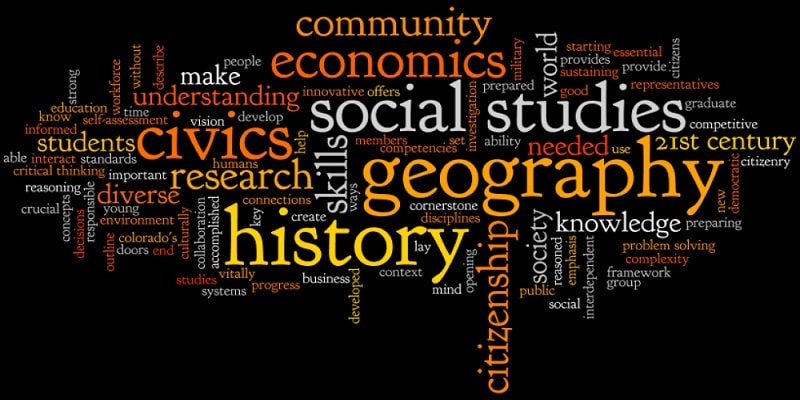 community
economics
military
world
starting
essential
citizens
provides
provide
sustaining
people
make
without
describe
workforce
strong
understanding
innovative offers
prepared
good
representatives
education
time
vision
develop
social studies
graduate
know
self-assessment
investigation
competitive
informed
students
civics
help
skills
members
set
ability
needed
use
21st century
competencies
able
interact
standards
humans
geography
democratic
citizenry
critical thinking
important
research
reasoning
diverse
connections
ways
cornerstone
new
crucial
concepts
responsible
young
key
create
disciplines
knowledge
preparing
environment
culturally
collaboration
accomplished
history
society
decisions
outline
colorado's
doors
end
lay
citizenship
reasoned
emphasis
interdependent
problem solving
complexity
vitally
context
opening
framework
studies
progress
business
developed
group
systems
mind
public
social